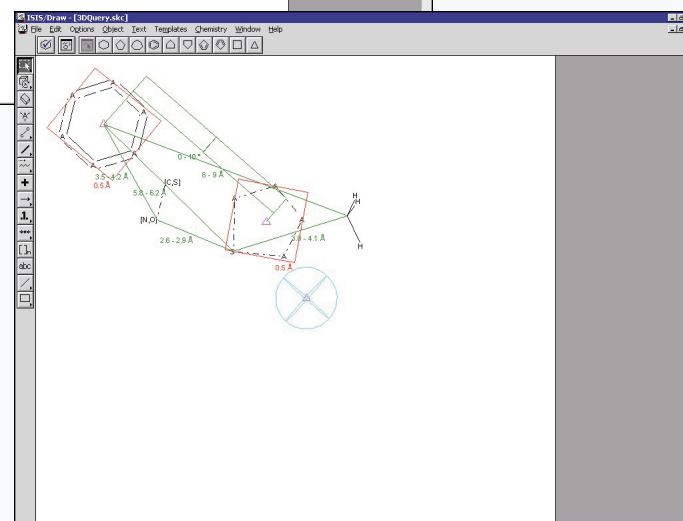 ISIS/Draw - [3DQuery.skc]
File Edit Options Object Text Templates Chemistry Window Help
A
A
A
A
A
A
0 - 10 °
3.5 - 4.2 Å
0.5 Å
8 - 9 Å
[C,S]
5.8 - 6.2 Å
A
A
H
H
[N,O]
A
2.6 - 2.9 Å
3.8 - 4.1 Å
H
A
0.5 Å
1.
[].
abc